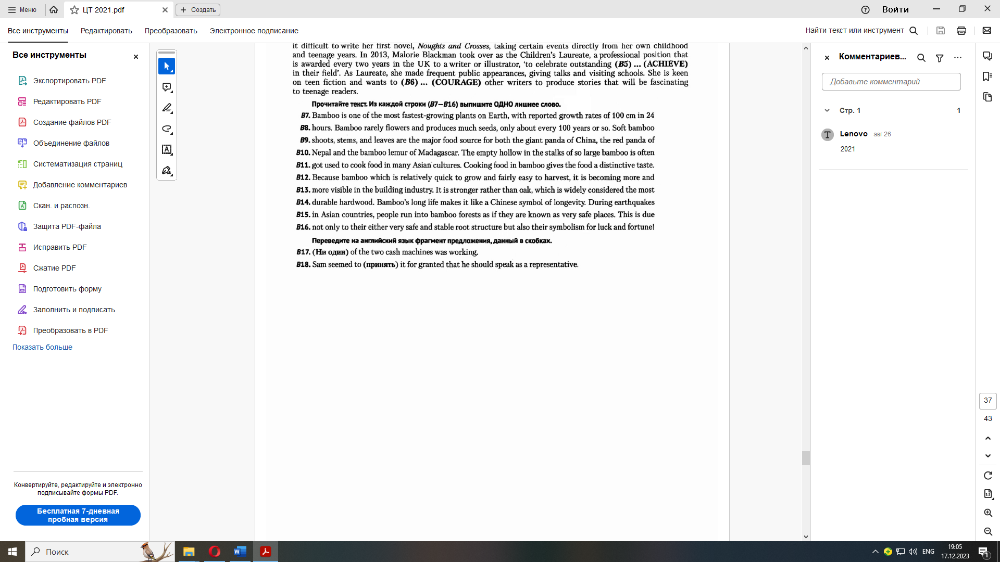 Меню
ЦТ 2021.pdf
Создать
Войти
Все инструменты
Редактировать
Преобразовать
Электронное подписание
Найти текст или инструмент
Все инструменты
Экспортировать PDF
Редактировать PDF
Создание файлов PDF
Объединение файлов
Систематизация страниц
Добавление комментариев
Скан. и распозн.
Защита PDF-файла
Исправить PDF
Сжатие PDF
Подготовить форму
Заполнить и подписать
Преобразовать в PDF
Показать больше
Конвертируйте, редактируйте и электронно
подписывайте формы PDF.
Бесплатная 7-дневная
пробная версия
it difficult to write her first novel, Noughts and Crosses, taking certain events directly from her own childhood
and teenage years. In 2013, Malorie Blackman took over as the Children's Laureate, a professional position that
is awarded every two years in the UK to a writer or illustrator, 'to celebrate outstanding (B5) ... (ACHIEVE)
in their field'. As Laureate, she made frequent public appearances, giving talks and visiting schools. She is keen
on teen fiction and wants to (B6) ... (COURAGE) other writers to produce stories that will be fascinating
to teenage readers.
Прочитайте текст. Из каждой строки (B7—B16) выпишите ОДНО лишнее слово.
B7. Bamboo is one of the most fastest-growing plants on Earth, with reported growth rates of 100 cm in 24
B8. hours. Bamboo rarely flowers and produces much seeds, only about every 100 years or so. Soft bamboo
B9. shoots, stems, and leaves are the major food source for both the giant panda of China, the red panda of
B10. Nepal and the bamboo lemur of Madagascar. The empty hollow in the stalks of so large bamboo is often
B11. got used to cook food in many Asian cultures. Cooking food in bamboo gives the food a distinctive taste.
B12. Because bamboo which is relatively quick to grow and fairly easy to harvest, it is becoming more and
B13. more visible in the building industry. It is stronger rather than oak, which is widely considered the most
B14. durable hardwood. Bamboo's long life makes it like a Chinese symbol of longevity. During earthquakes
B15. in Asian countries, people run into bamboo forests as if they are known as very safe places. This is due
B16. not only to their either very safe and stable root structure but also their symbolism for luck and fortune!
Переведите на английский язык фрагмент предложения, данный в скобках.
B17. (Ни один) of the two cash machines was working.
B18. Sam seemed to (принять) it for granted that he should speak as a representative.
Комментариев...
Добавьте комментарий
Стр. 1
1
Lenovo авг 26
2021
37
43
Поиск
ENG
19:05
17.12.2023
1